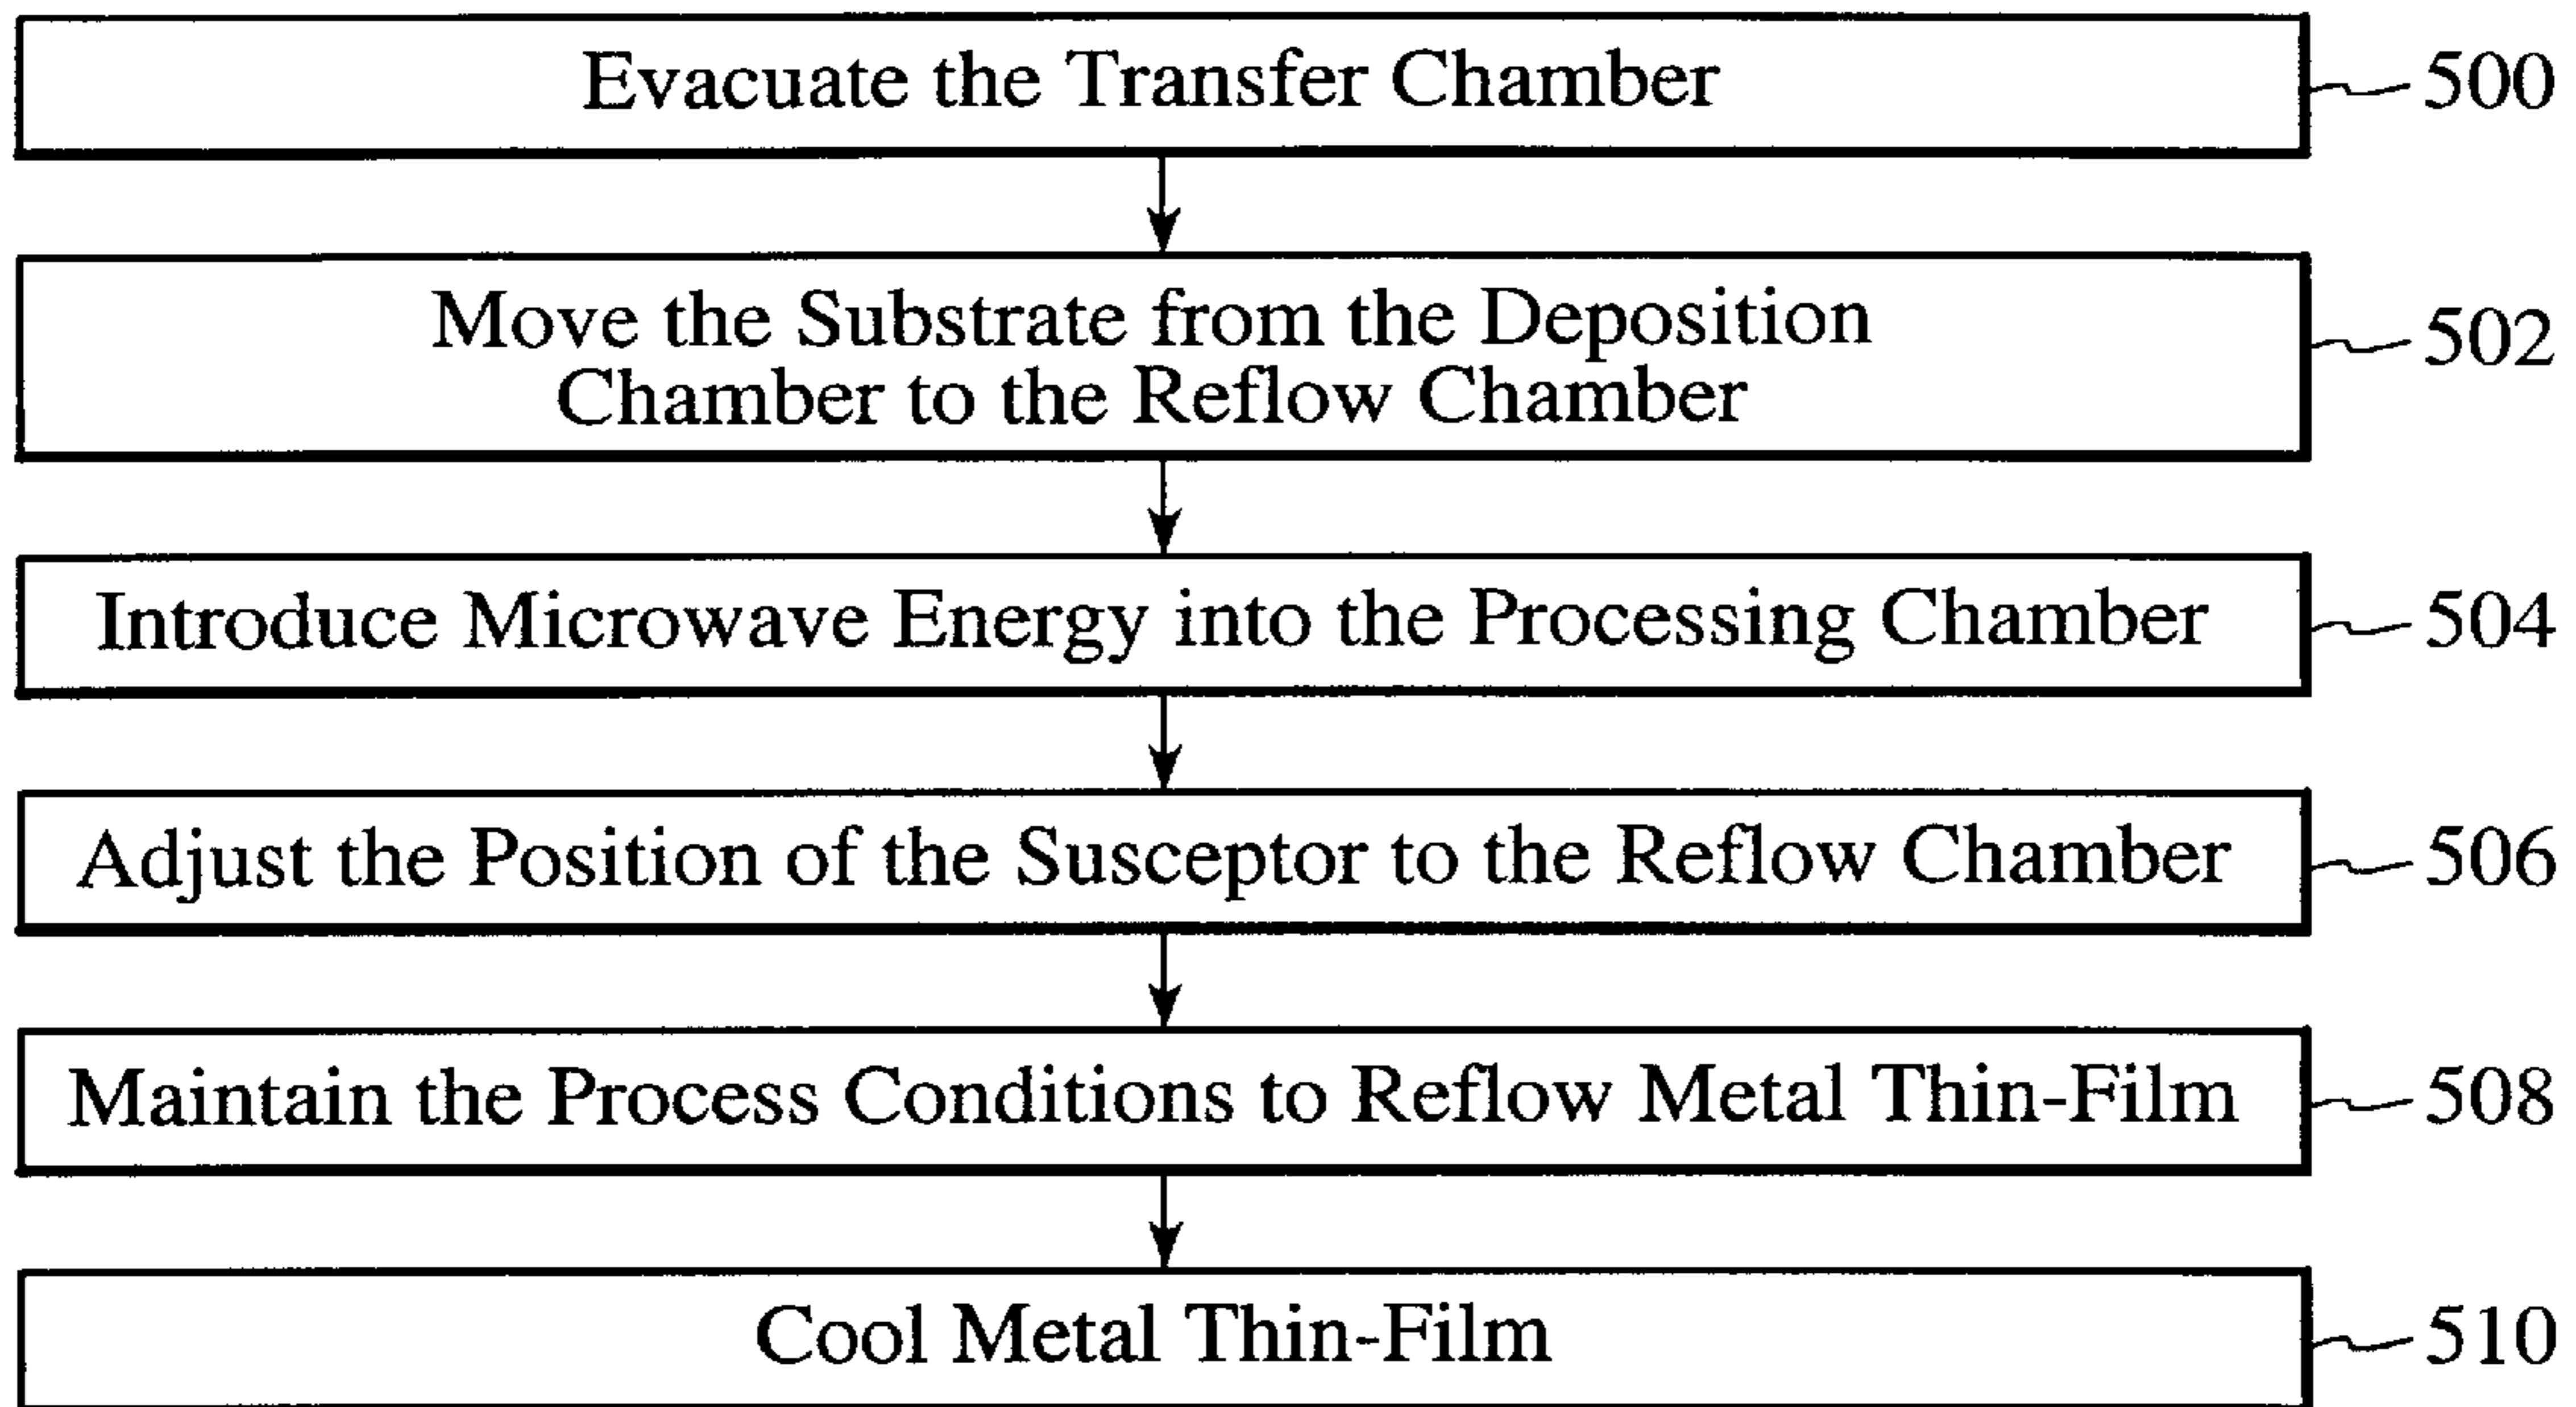 Evacuate the Transfer Chamber
500
Move the Substrate from the Deposition
Chamber to the Reflow Chamber
502
Introduce Microwave Energy into the Processing Chamber
504
Adjust the Position of the Susceptor to the Reflow Chamber
506
Maintain the Process Conditions to Reflow Metal Thin-Film
508
Cool Metal Thin-Film
510